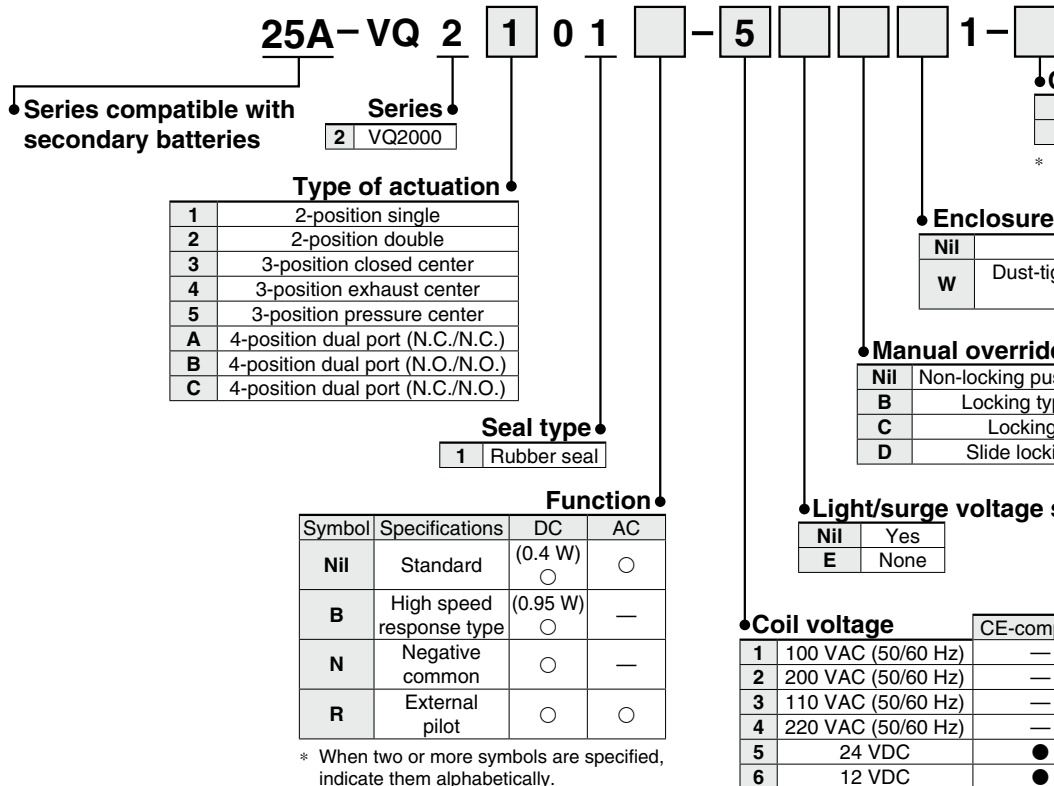 25A – VQ 2 1 0 1 – 5 1 –
Series compatible with
secondary batteries
Series
2 VQ2000
Type of actuation
1 2-position single
2 2-position double
3 3-position closed center
4 3-position exhaust center
5 3-position pressure center
A 4-position dual port (N.C./N.C.)
B 4-position dual port (N.O./N.O.)
C 4-position dual port (N.C./N.O.)
Seal type
1 Rubber seal
Function
Symbol Specifications DC AC
Nil Standard (0.4 W) ○ ○
B High speed response type (0.95 W) ○ —
N Negative common ○ —
R External pilot ○ ○
* When two or more symbols are specified,
indicate them alphabetically.
*
Enclosure
Nil
W Dust-tig
Manual override
Nil Non-locking pu
B Locking ty
C Locking
D Slide locki
Light/surge voltage s
Nil Yes
E None
Coil voltage CE-com
1 100 VAC (50/60 Hz) —
2 200 VAC (50/60 Hz) —
3 110 VAC (50/60 Hz) —
4 220 VAC (50/60 Hz) —
5 24 VDC ●
6 12 VDC ●